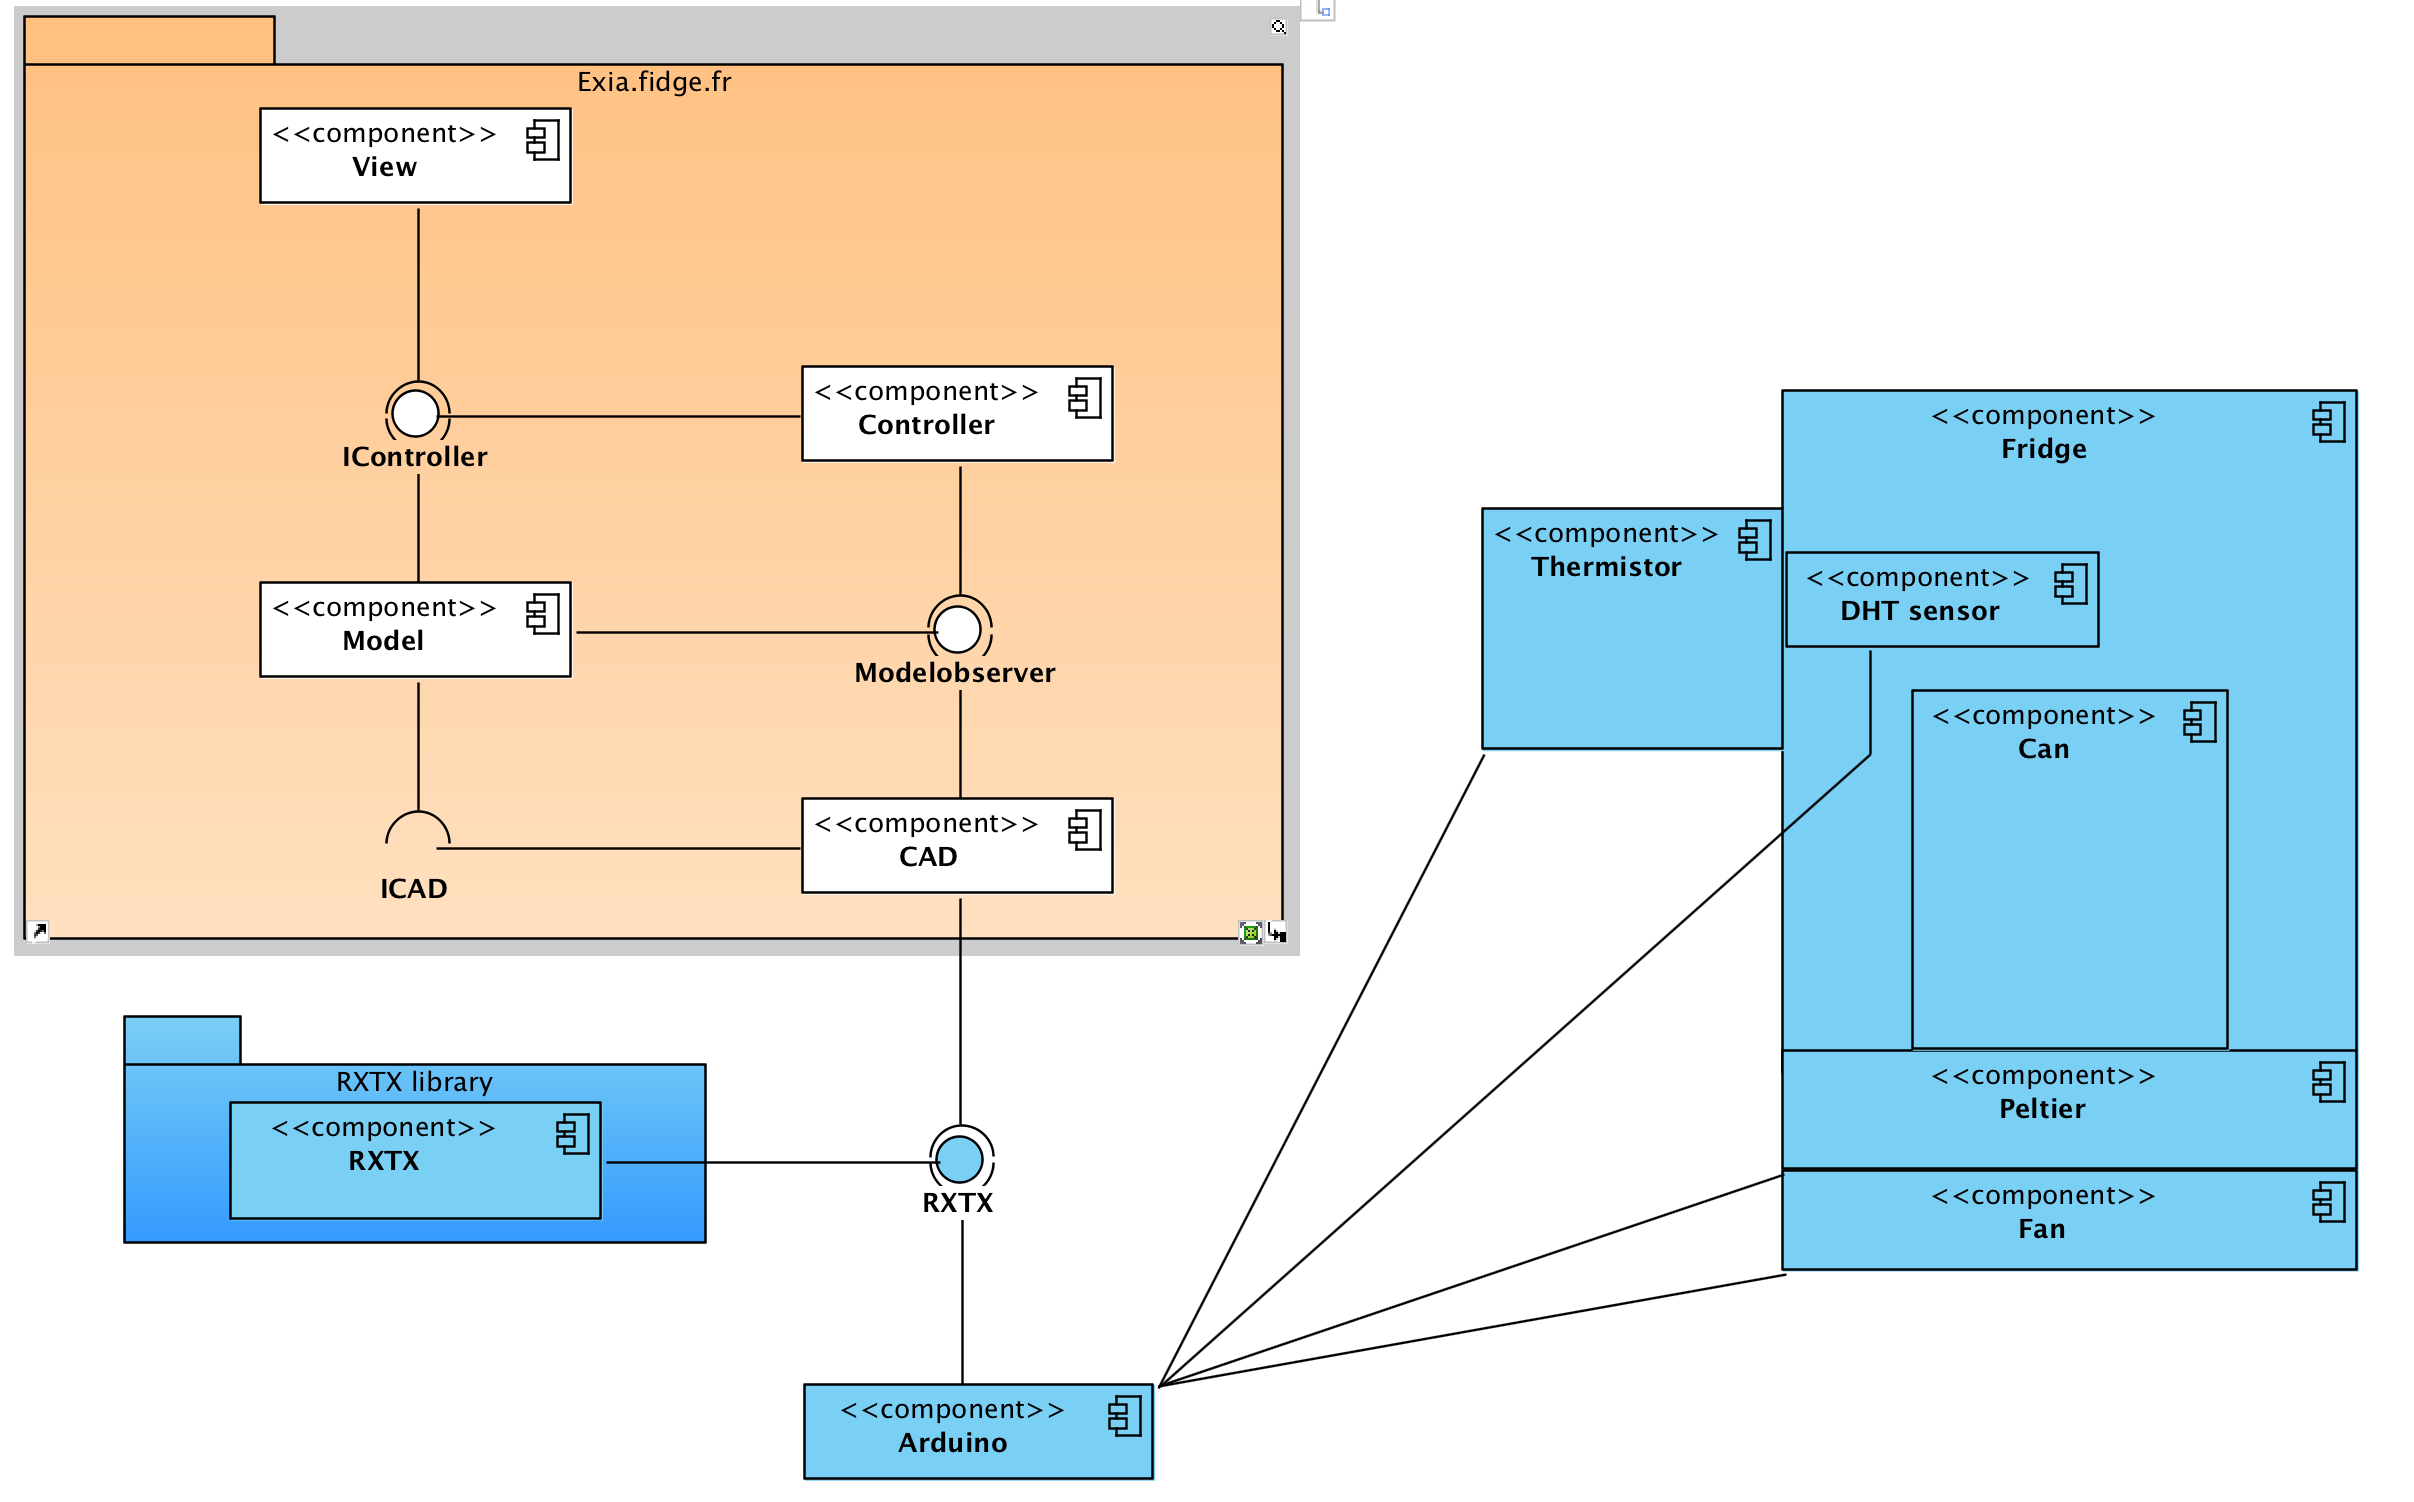 Exia.fidge.fr
<<component>>
View
IController
<<component>>
Controller
<<component>>
Model
Modelobserver
ICAD
<<component>>
CAD
RXTX library
<<component>>
RXTX
RXTX
<<component>>
Arduino
<<component>>
Fridge
<<component>>
Thermistor
<<component>>
DHT sensor
<<component>>
Can
<<component>>
Peltier
<<component>>
Fan